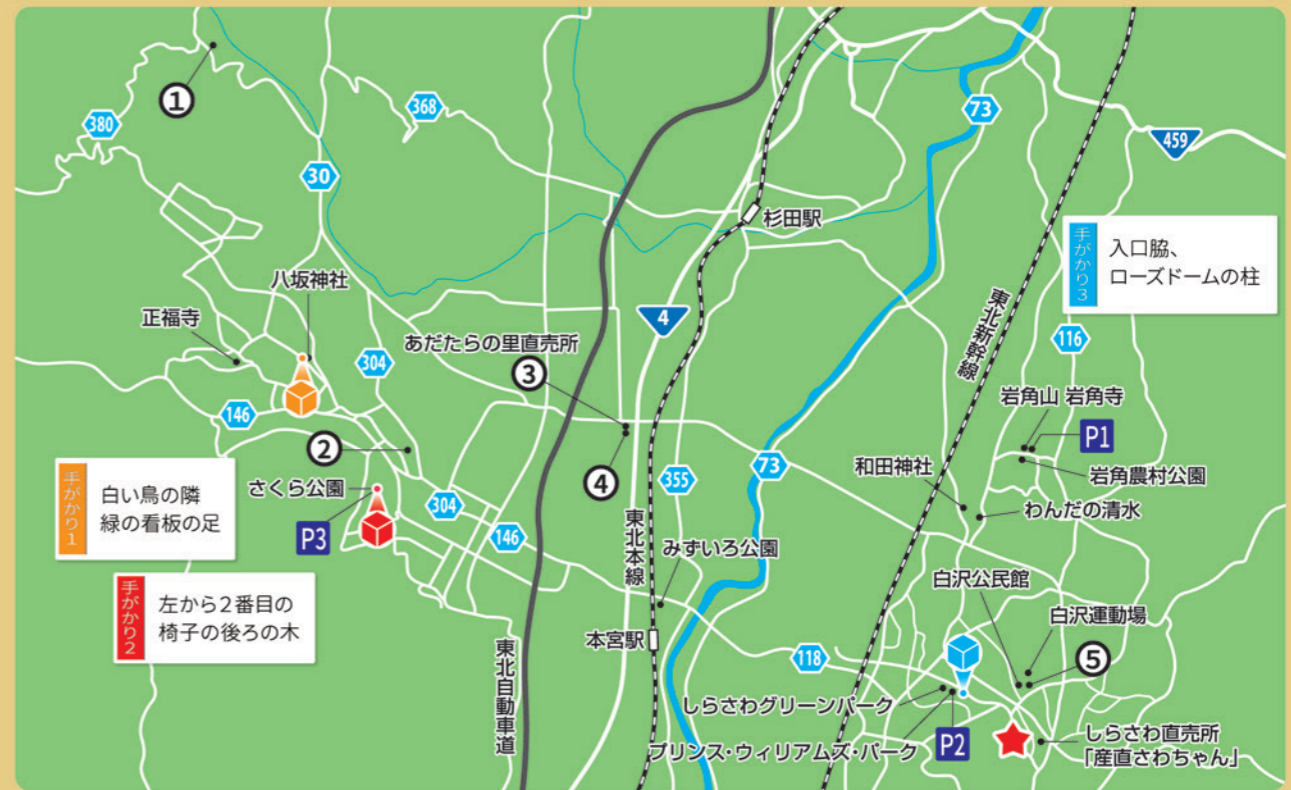 ①
380
368
30
73
459
杉田駅
手がかり3
入口脇、
ローズドームの柱
八坂神社
正福寺
4
東北新幹線
116
304
あだたらの里直売所
③
岩角山 岩角寺
P1
146
②
④
355
73
和田神社
岩角農村公園
わんだの清水
手がかり1
白い鳥の隣
緑の看板の足
さくら公園
P3
304
146
東北本線
みずいろ公園
白沢公民館
白沢運動場
手がかり2
左から2番目の
椅子の後ろの木
本宮駅
118
⑤
東北自動車道
しらさわグリーンパーク
プリンス・ウィリアムズ・パーク
P2
しらさわ直売所
「産直さわちゃん」